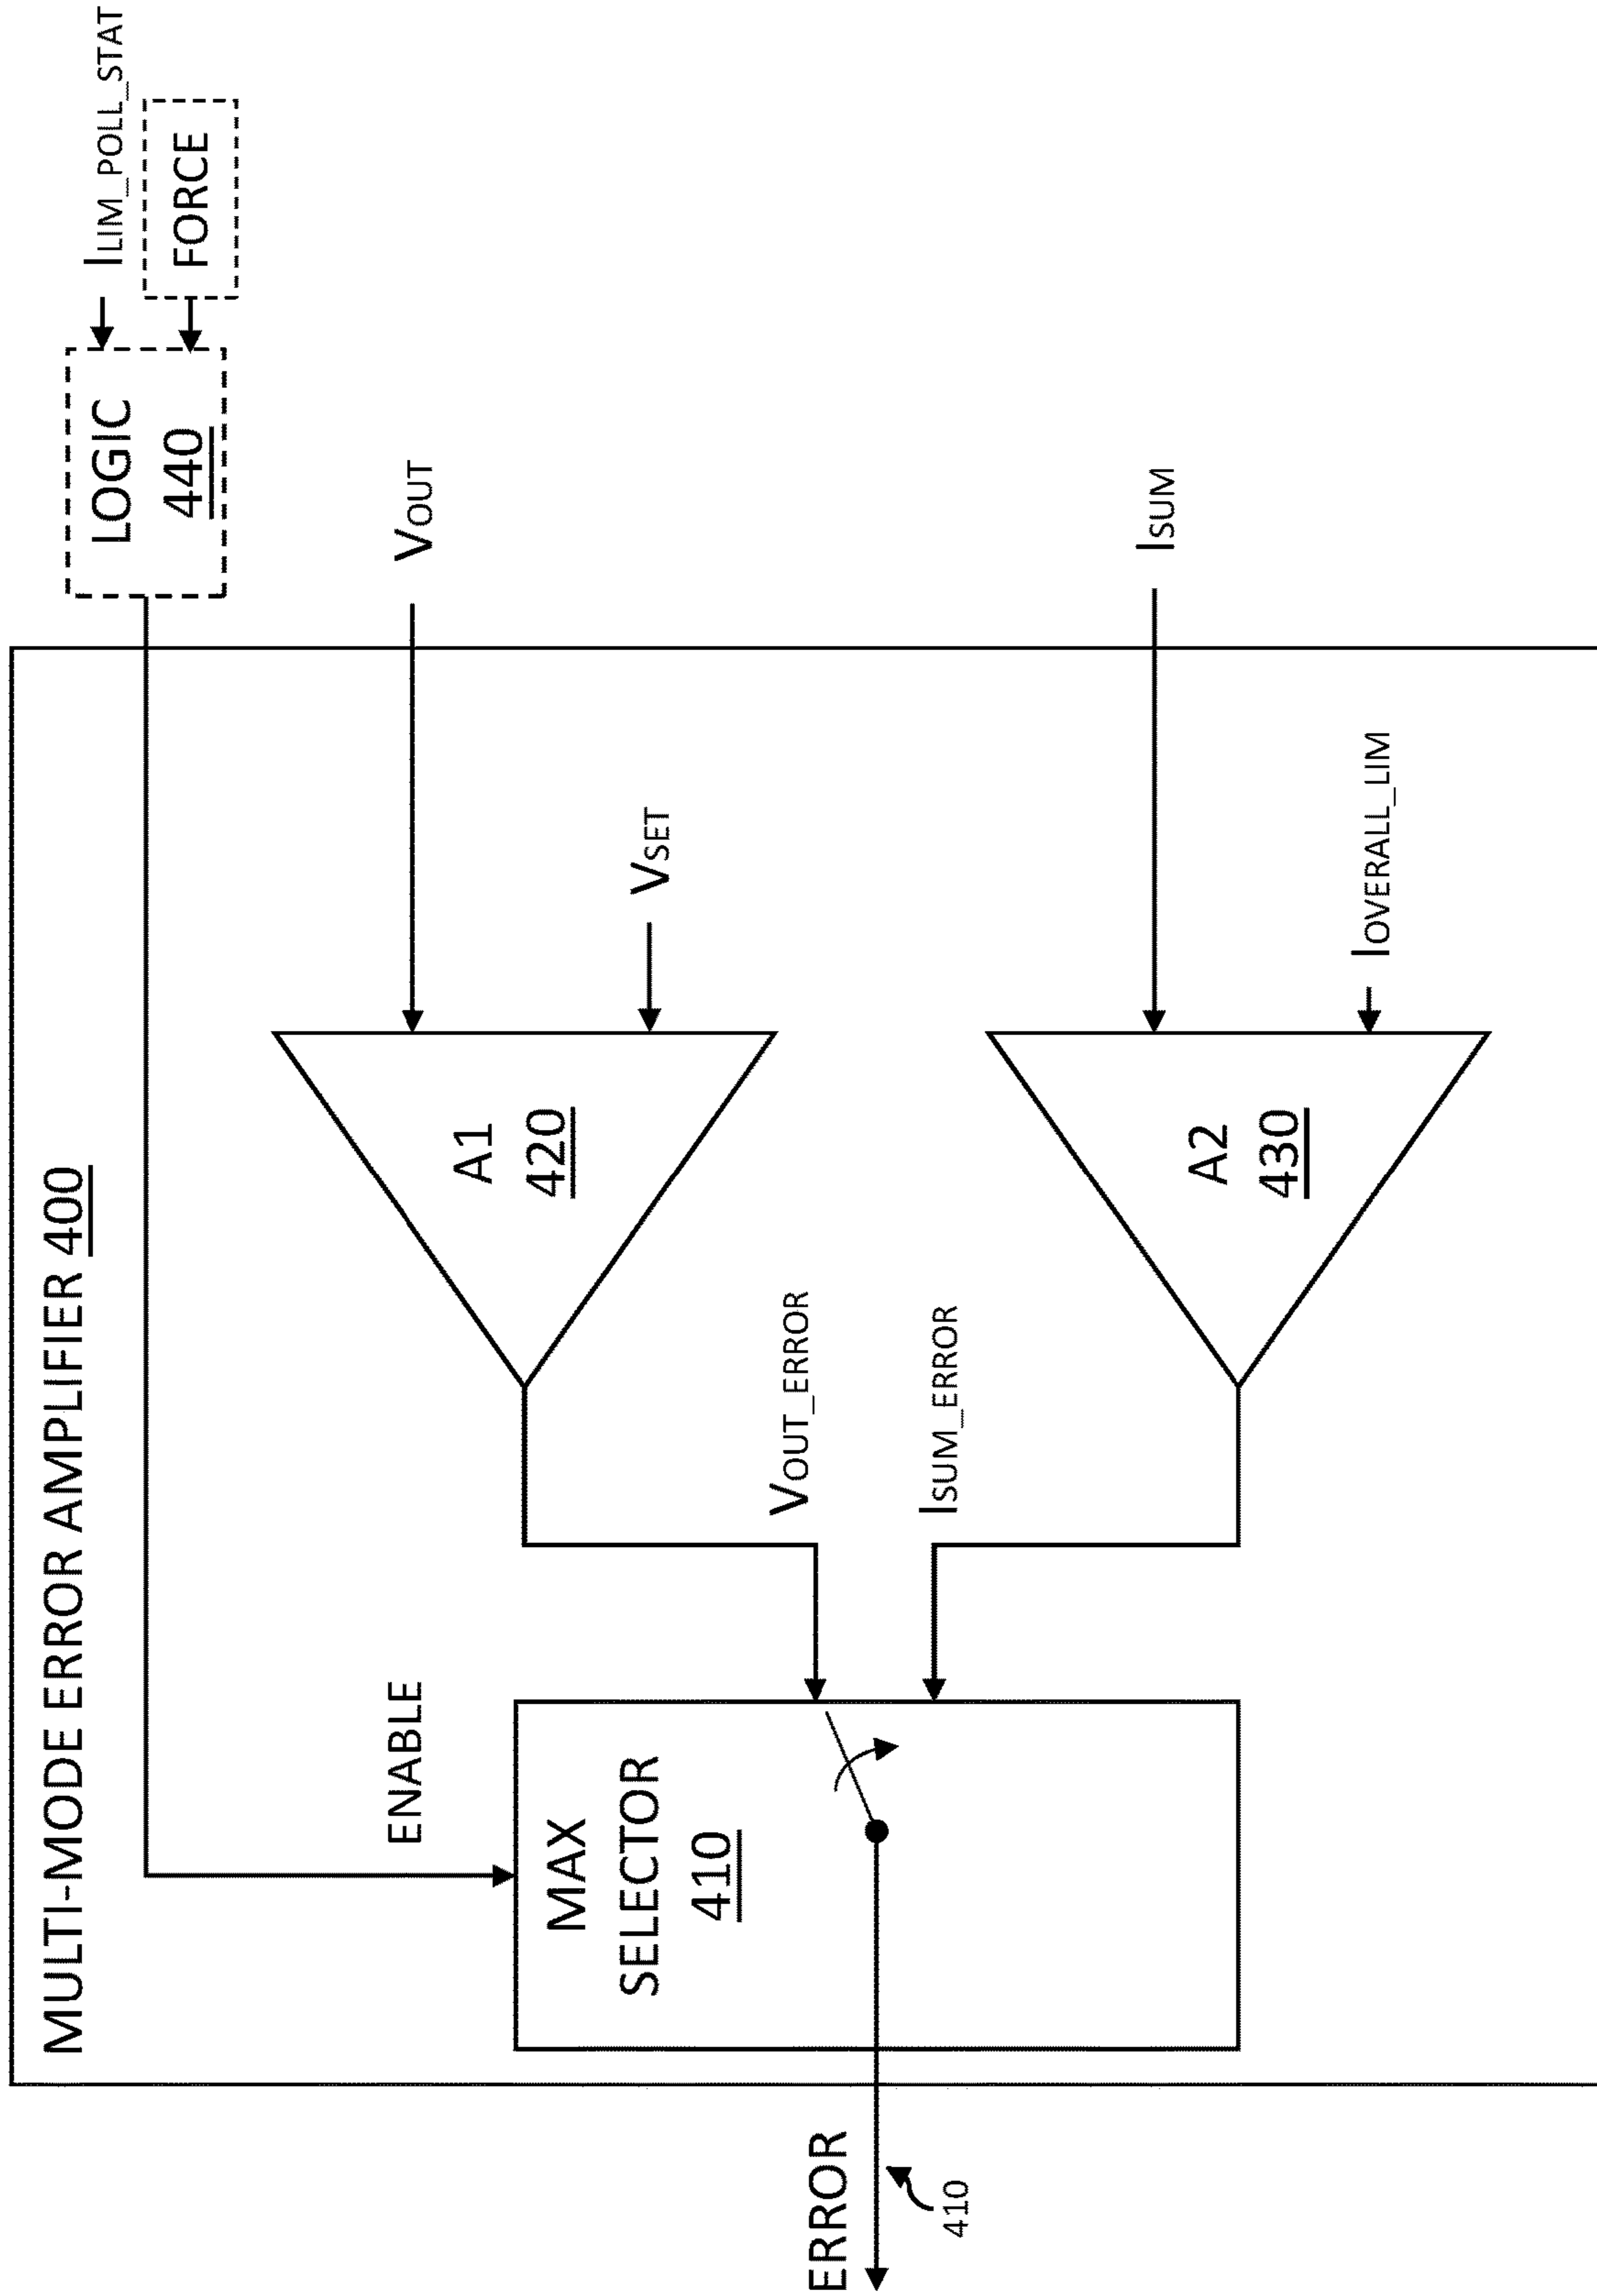 MULTI-MODE ERROR AMPLIFIER 400
ILIM_POLL_STAT
LOGIC
440
FORCE
ENABLE
VOUT
A1
420
VSET
MAX
SELECTOR
410
VOUT_ERROR
ISUM_ERROR
ERROR
410
ISUM
A2
430
IOVERALL_LIM